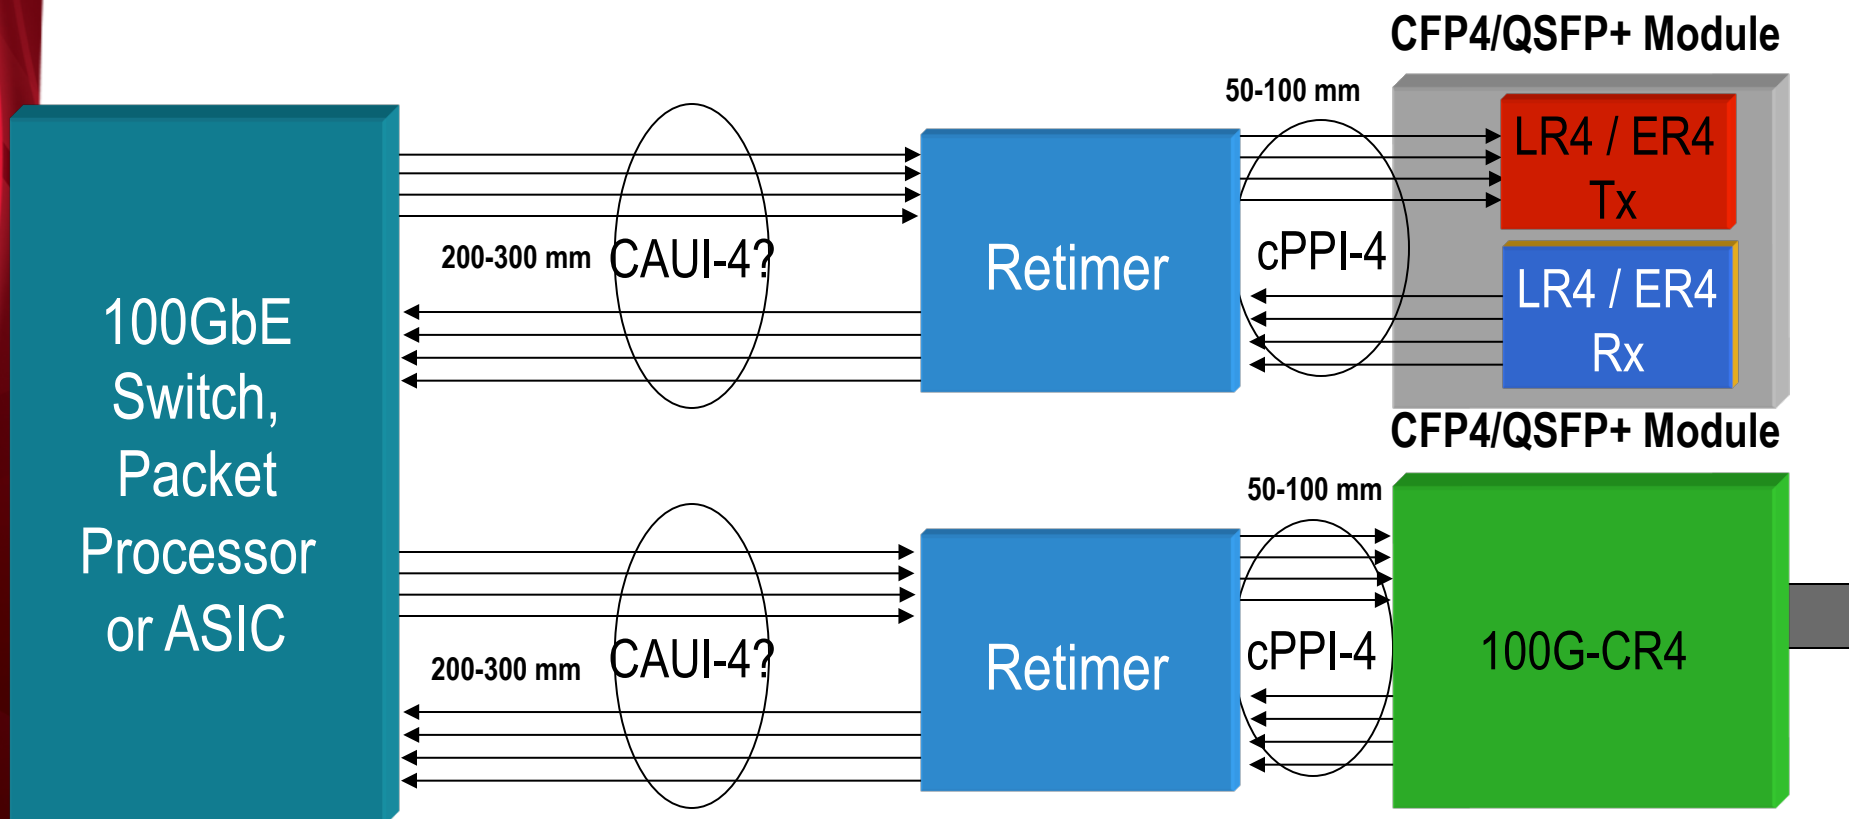 CFP4/QSFP+ Module
50-100 mm
LR4 / ER4
Tx
200-300 mm
CAUI-4?
Retimer
cPPI-4
LR4 / ER4
Rx
100GbE
Switch,
Packet
Processor
or ASIC
CFP4/QSFP+ Module
50-100 mm
200-300 mm
CAUI-4?
Retimer
cPPI-4
100G-CR4